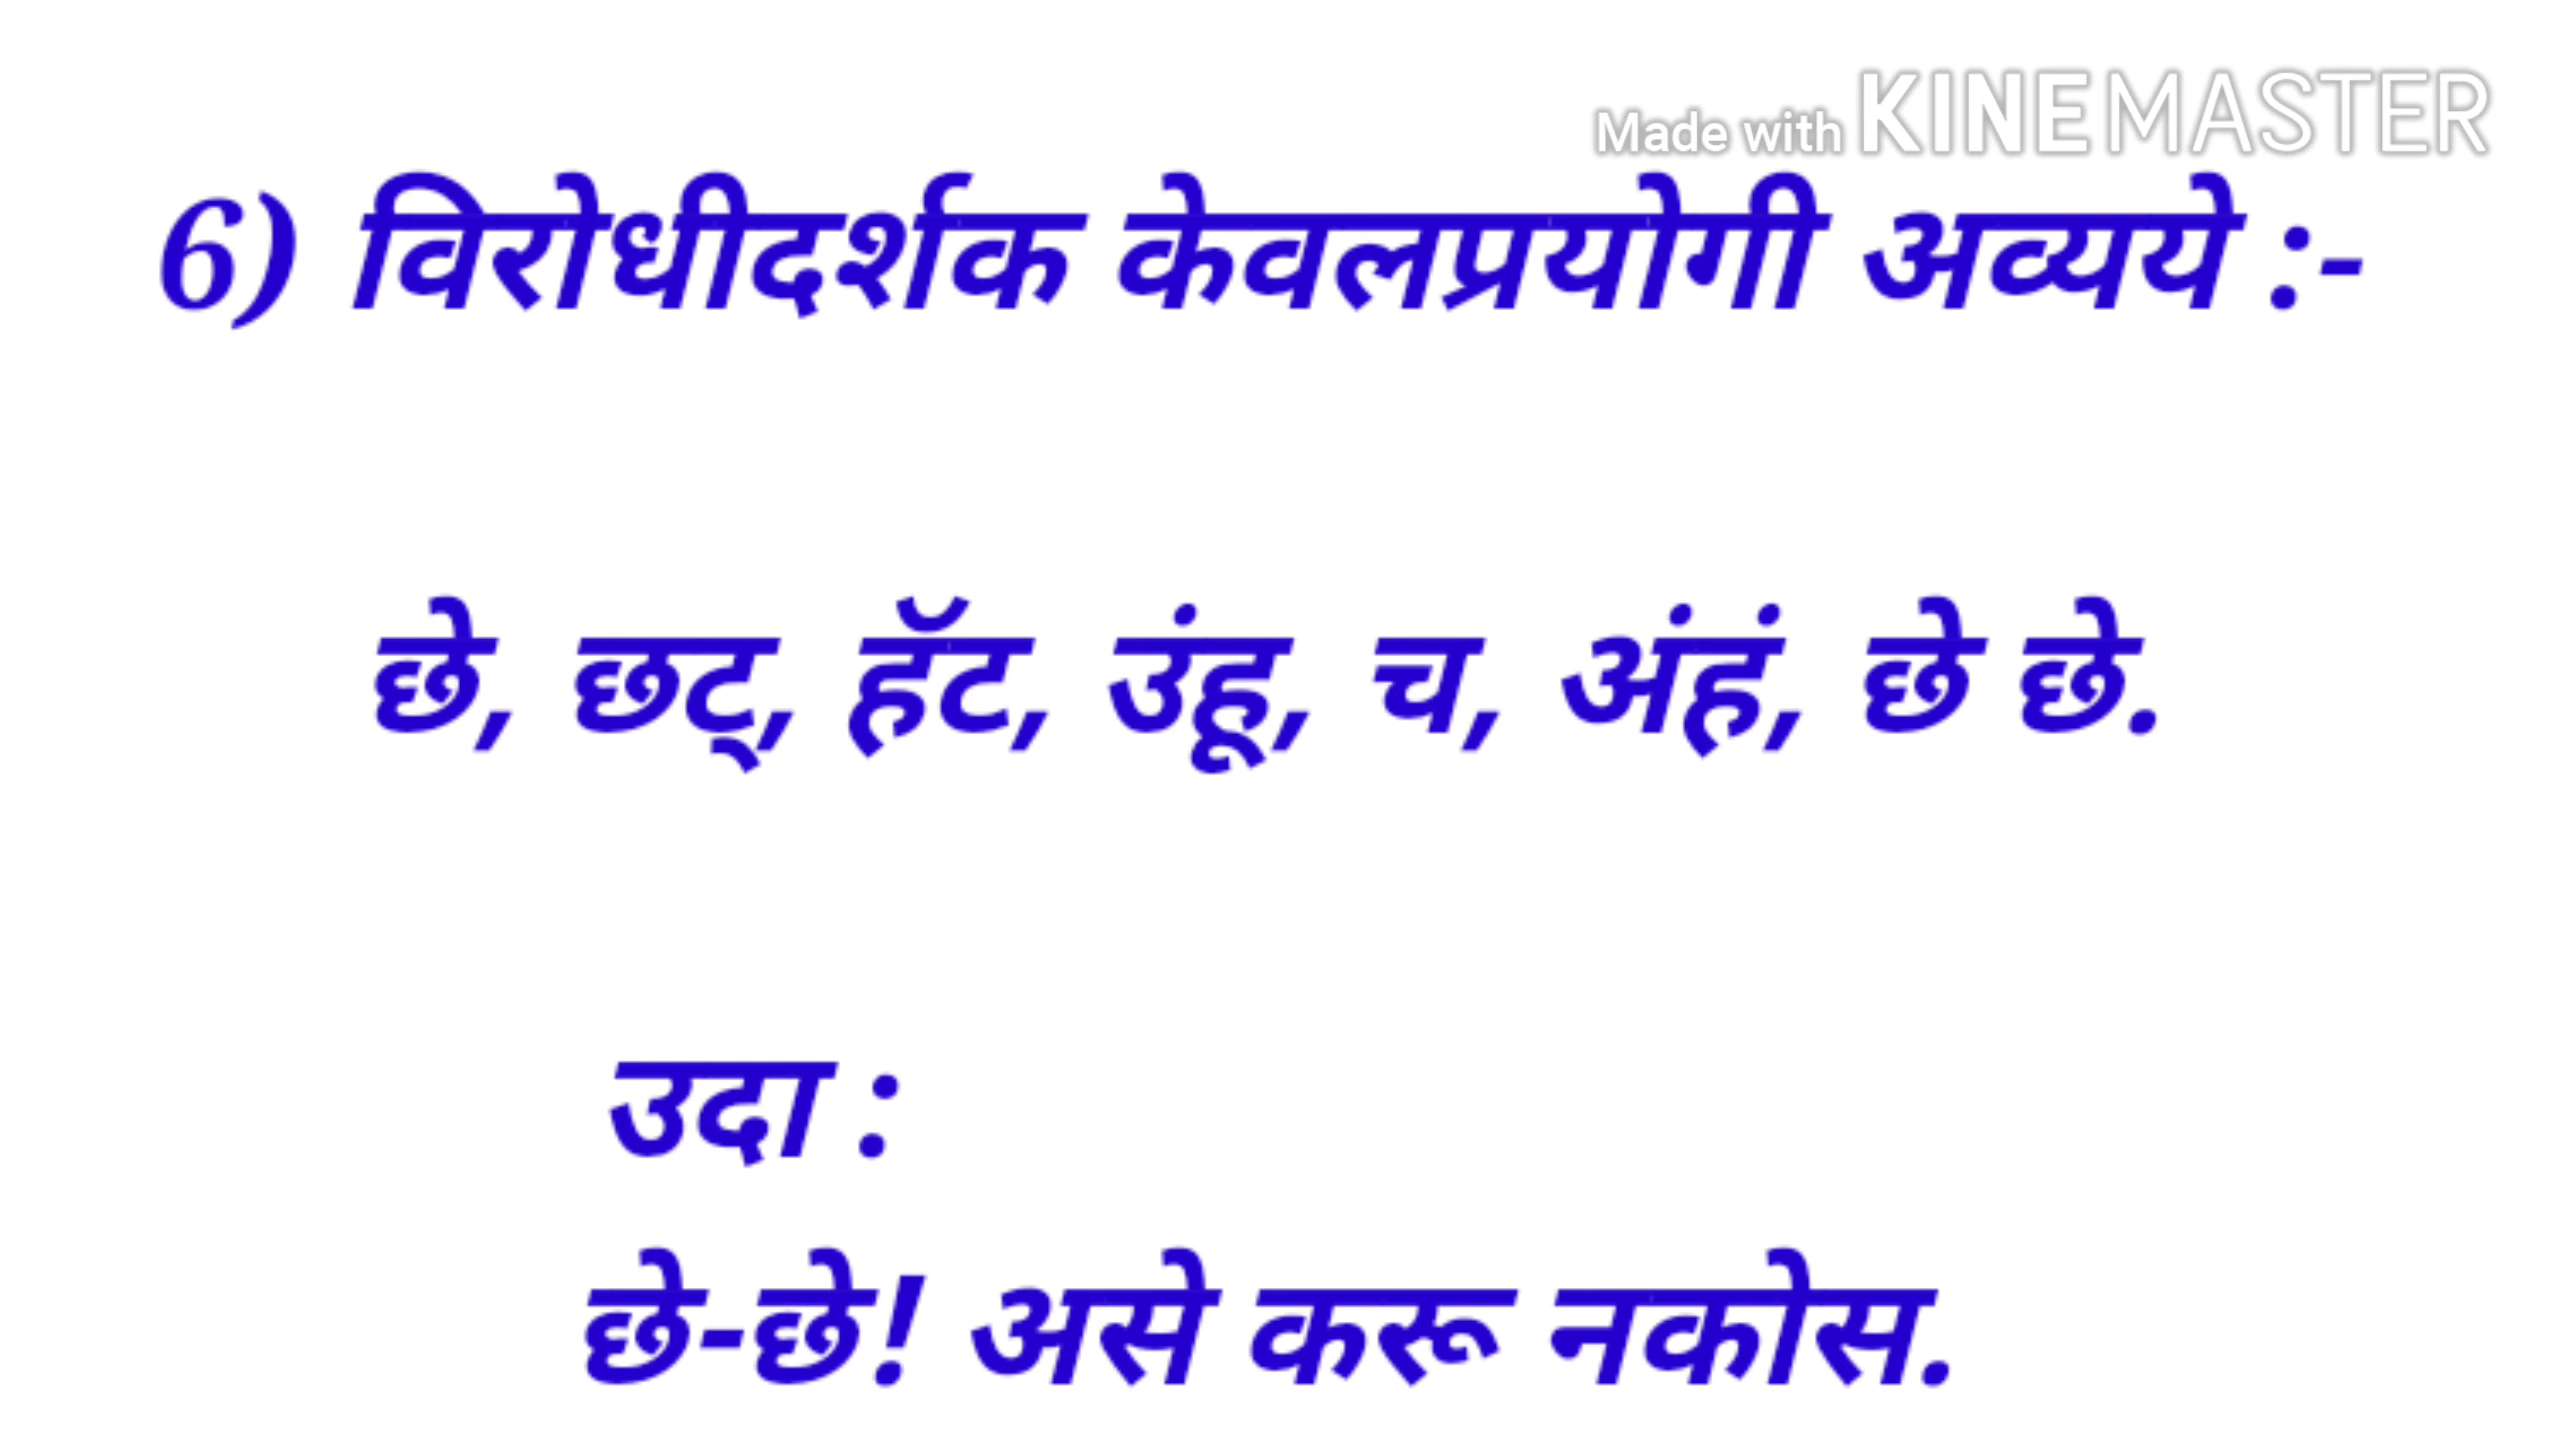 Made with KINEMASTER
6) विरोधीदर्शक केवलप्रयोगी अव्यये :-
छे, छट्, हॅट, उंहू, च, अंहं, छे छे.
उदा :
छे-छे! असे करू नकोस.